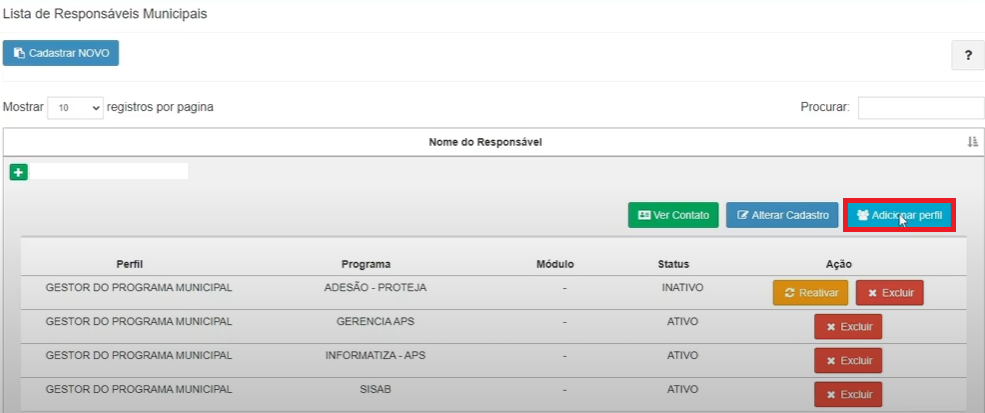 Lista de Responsáveis Municipais
Cadastrar NOVO
?
Mostrar 10 registros por pagina Procurar:
Nome do Responsável
Ver Contato Alterar Cadastro Adicionar perfil
Perfil Programa Módulo Status Ação
GESTOR DO PROGRAMA MUNICIPAL ADESÃO - PROTEJA - INATIVO Reativar Excluir
GESTOR DO PROGRAMA MUNICIPAL GERENCIA APS - ATIVO Excluir
GESTOR DO PROGRAMA MUNICIPAL INFORMATIZA - APS - ATIVO Excluir
GESTOR DO PROGRAMA MUNICIPAL SISAB - ATIVO Excluir